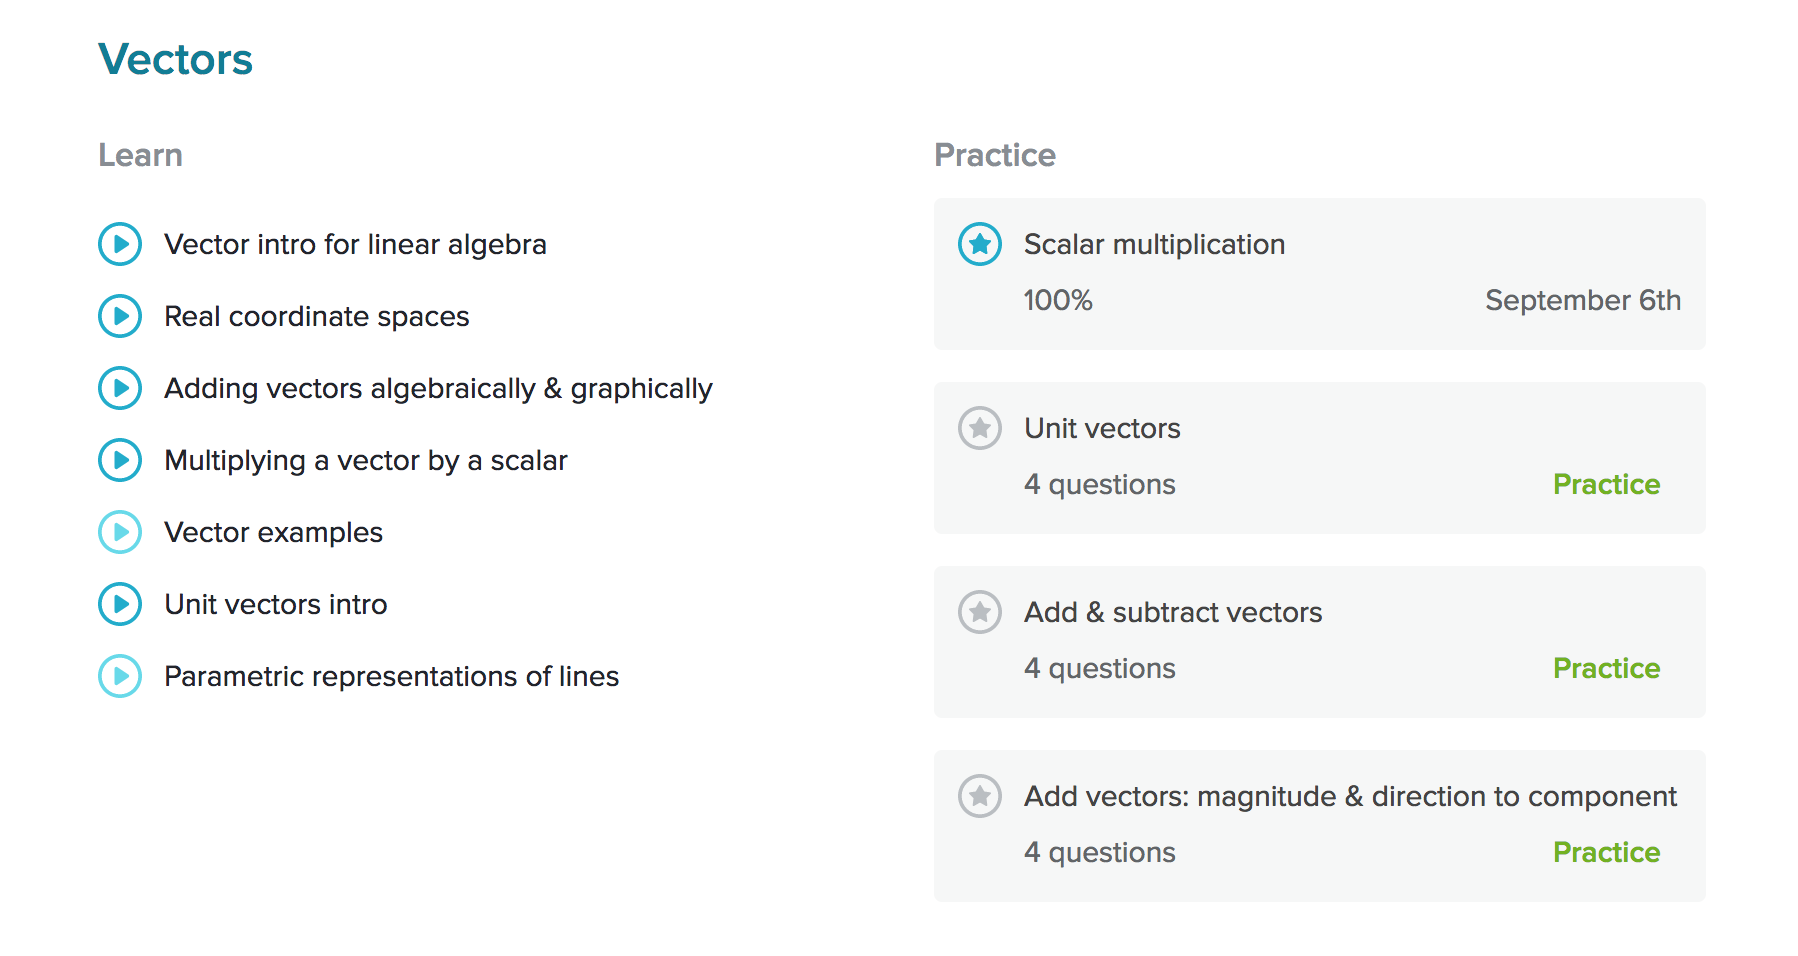 Vectors
Learn
Vector intro for linear algebra
Real coordinate spaces
Adding vectors algebraically & graphically
Multiplying a vector by a scalar
Vector examples
Unit vectors intro
Parametric representations of lines
Practice
Scalar multiplication
100% September 6th
Unit vectors
4 questions Practice
Add & subtract vectors
4 questions Practice
Add vectors: magnitude & direction to component
4 questions Practice